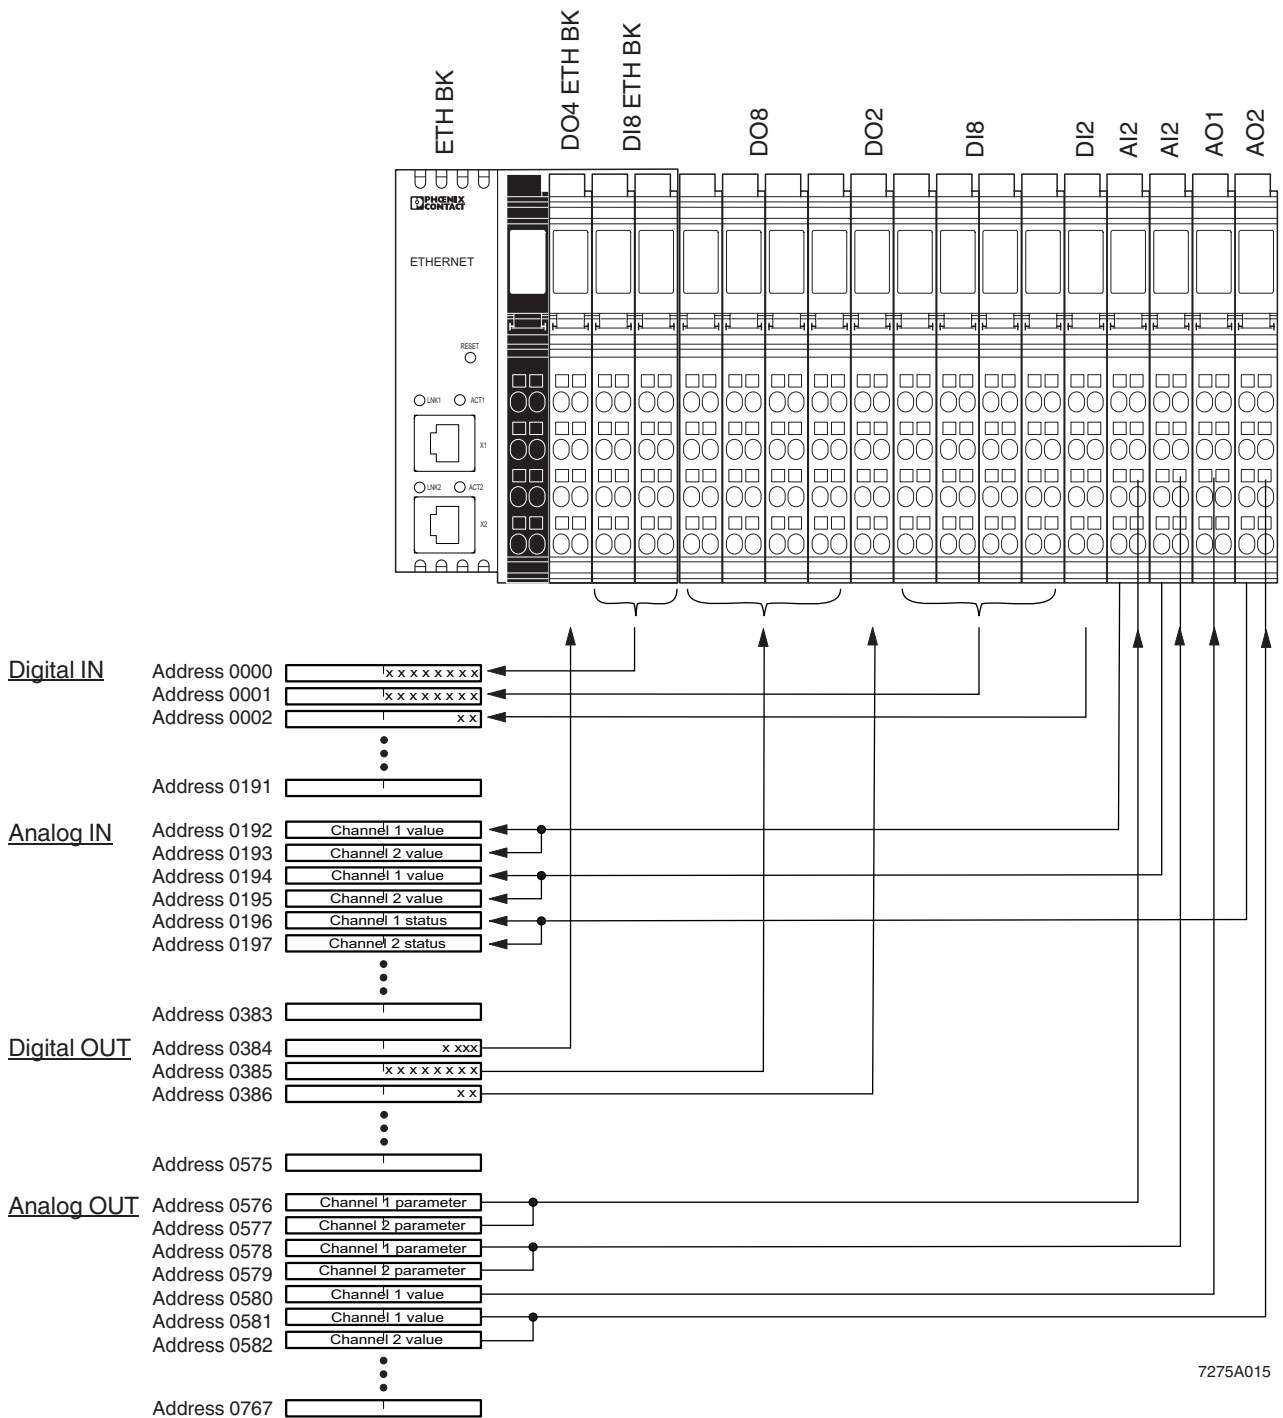 ETH BK
DO4 ETH BK
DI8 ETH BK
DO8
DO2
DI8
DI2
AI2
AI2
AO1
AO2
PHŒNIX
CONTACT
ETHERNET
RESET
LNK1 ACT1
X1
LNK2 ACT2
X2
Digital IN
Address 0000 x x x x x x x x
Address 0001 x x x x x x x x
Address 0002 x x
Address 0191
Analog IN
Address 0192 Channel 1 value
Address 0193 Channel 2 value
Address 0194 Channel 1 value
Address 0195 Channel 2 value
Address 0196 Channel 1 status
Address 0197 Channel 2 status
Address 0383
Digital OUT
Address 0384 x xxx
Address 0385 x x x x x x x x
Address 0386 x x
Address 0575
Analog OUT
Address 0576 Channel 1 parameter
Address 0577 Channel 2 parameter
Address 0578 Channel 1 parameter
Address 0579 Channel 2 parameter
Address 0580 Channel 1 value
Address 0581 Channel 1 value
Address 0582 Channel 2 value
Address 0767
7275A015